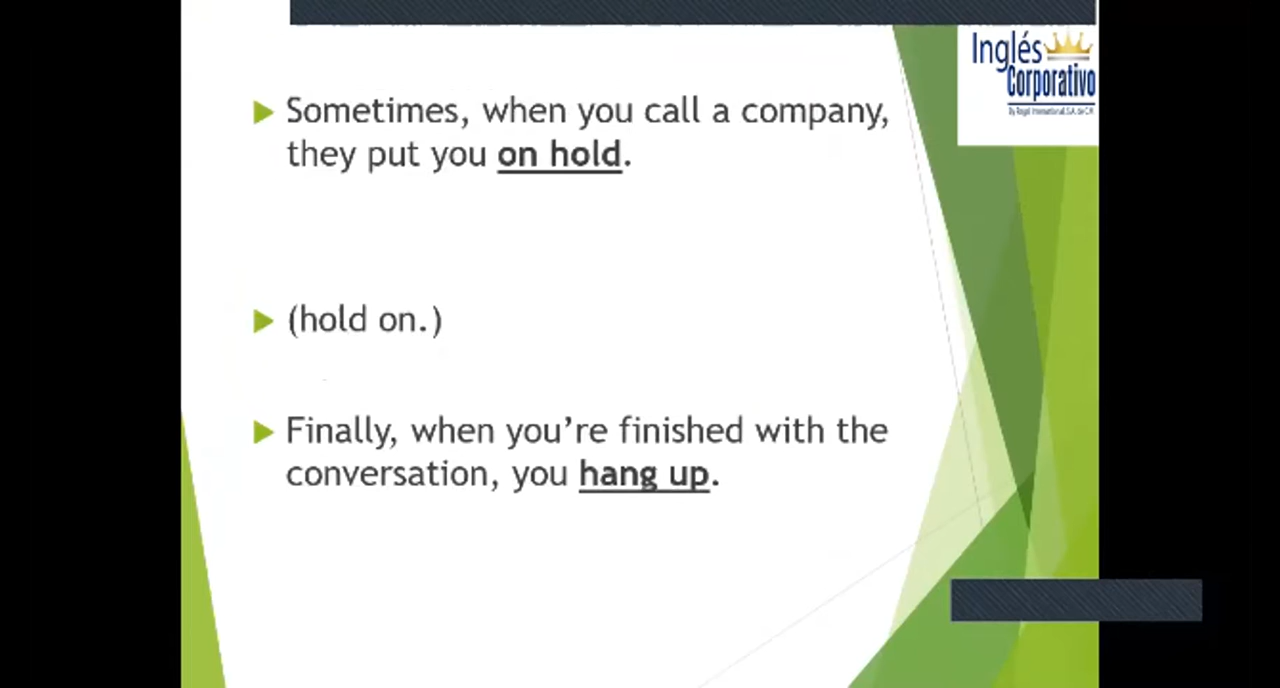 Inglés
Corporativo
Sometimes, when you call a company,
they put you on hold.
(hold on.)
Finally, when you're finished with the
conversation, you hang up.